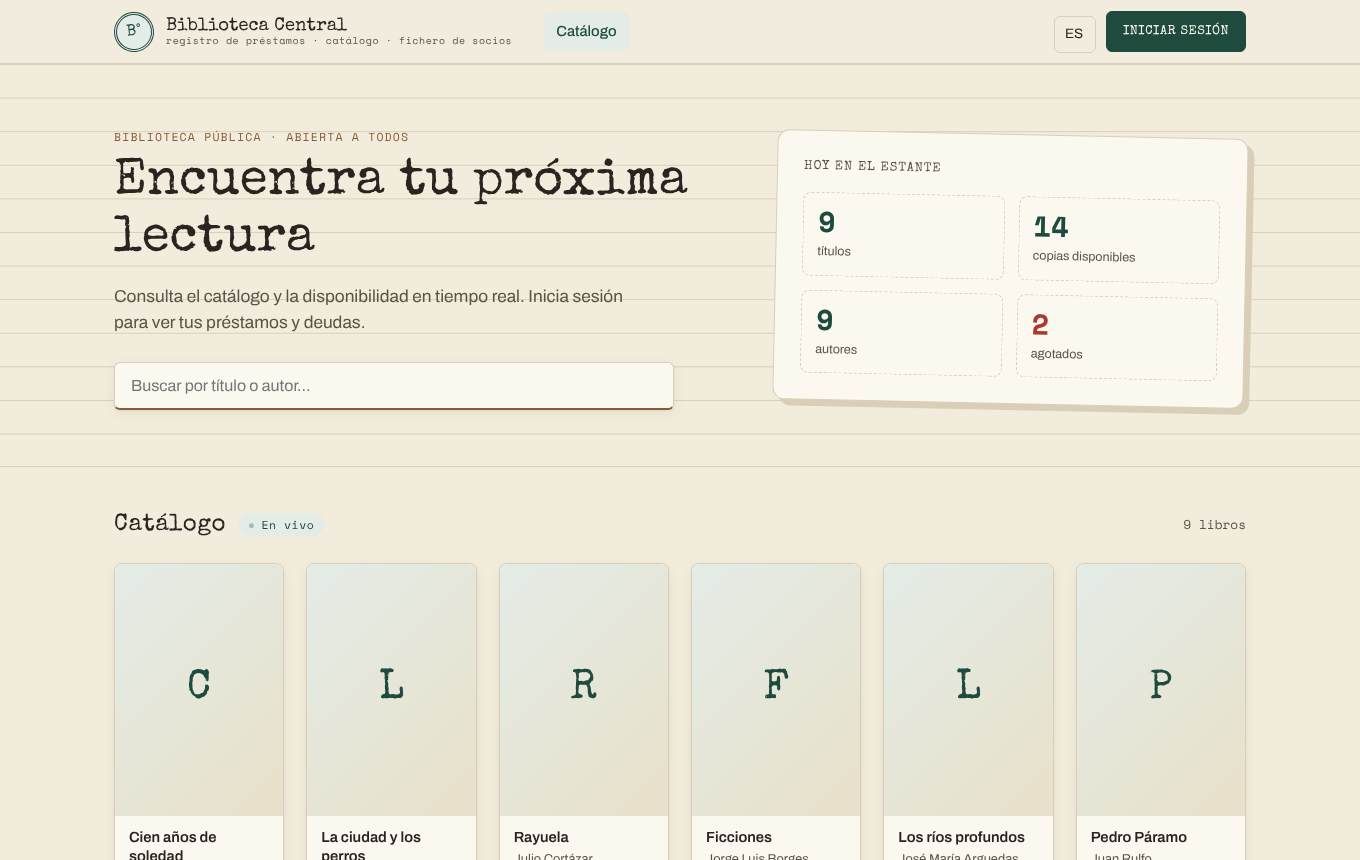 B°
Biblioteca Central
registro de préstamos · catálogo · fichero de socios
Catálogo
ES
INICIAR SESIÓN
BIBLIOTECA PÚBLICA · ABIERTA A TODOS
Encuentra tu próxima
lectura
Consulta el catálogo y la disponibilidad en tiempo real. Inicia sesión
para ver tus préstamos y deudas.
Buscar por título o autor...
HOY EN EL ESTANTE
9
títulos
14
copias disponibles
9
autores
2
agotados
Catálogo
En vivo
9 libros
C
L
R
F
L
P
Cien años de
soledad
La ciudad y los
perros
Rayuela
Julio Cortázar
Ficciones
Jorge Luis Borges
Los ríos profundos
José María Arguedas
Pedro Páramo
Juan Rulfo